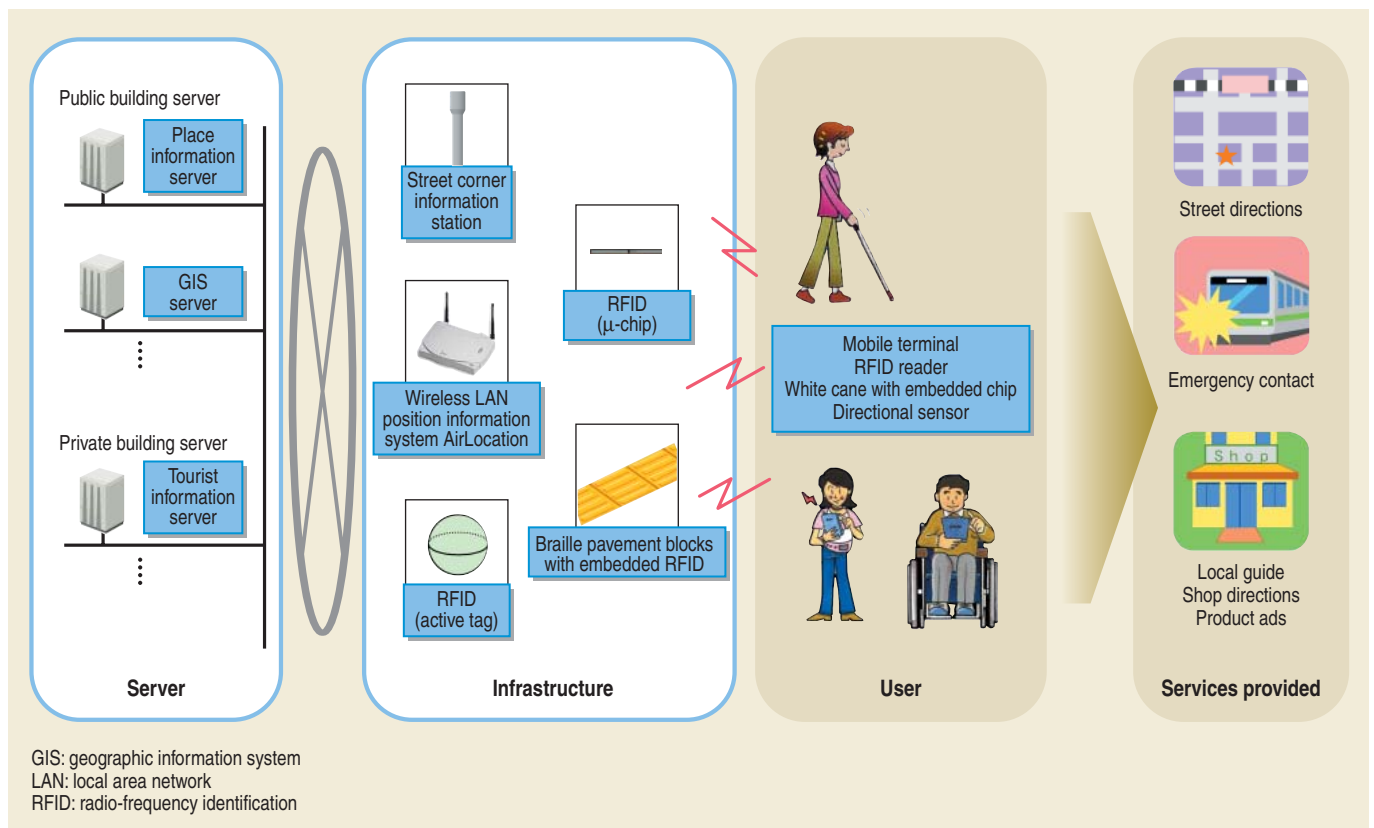 Public building server
Place
information
server
GIS
server
Private building server
Tourist
information
server
Server
Street corner
information
station
RFID
(μ-chip)
Wireless LAN
position information
system AirLocation
Braille pavement blocks
with embedded RFID
RFID
(active tag)
Infrastructure
Mobile terminal
RFID reader
White cane with embedded chip
Directional sensor
User
Street directions
Emergency contact
Shop
Local guide
Shop directions
Product ads
Services provided
GIS: geographic information system
LAN: local area network
RFID: radio-frequency identification